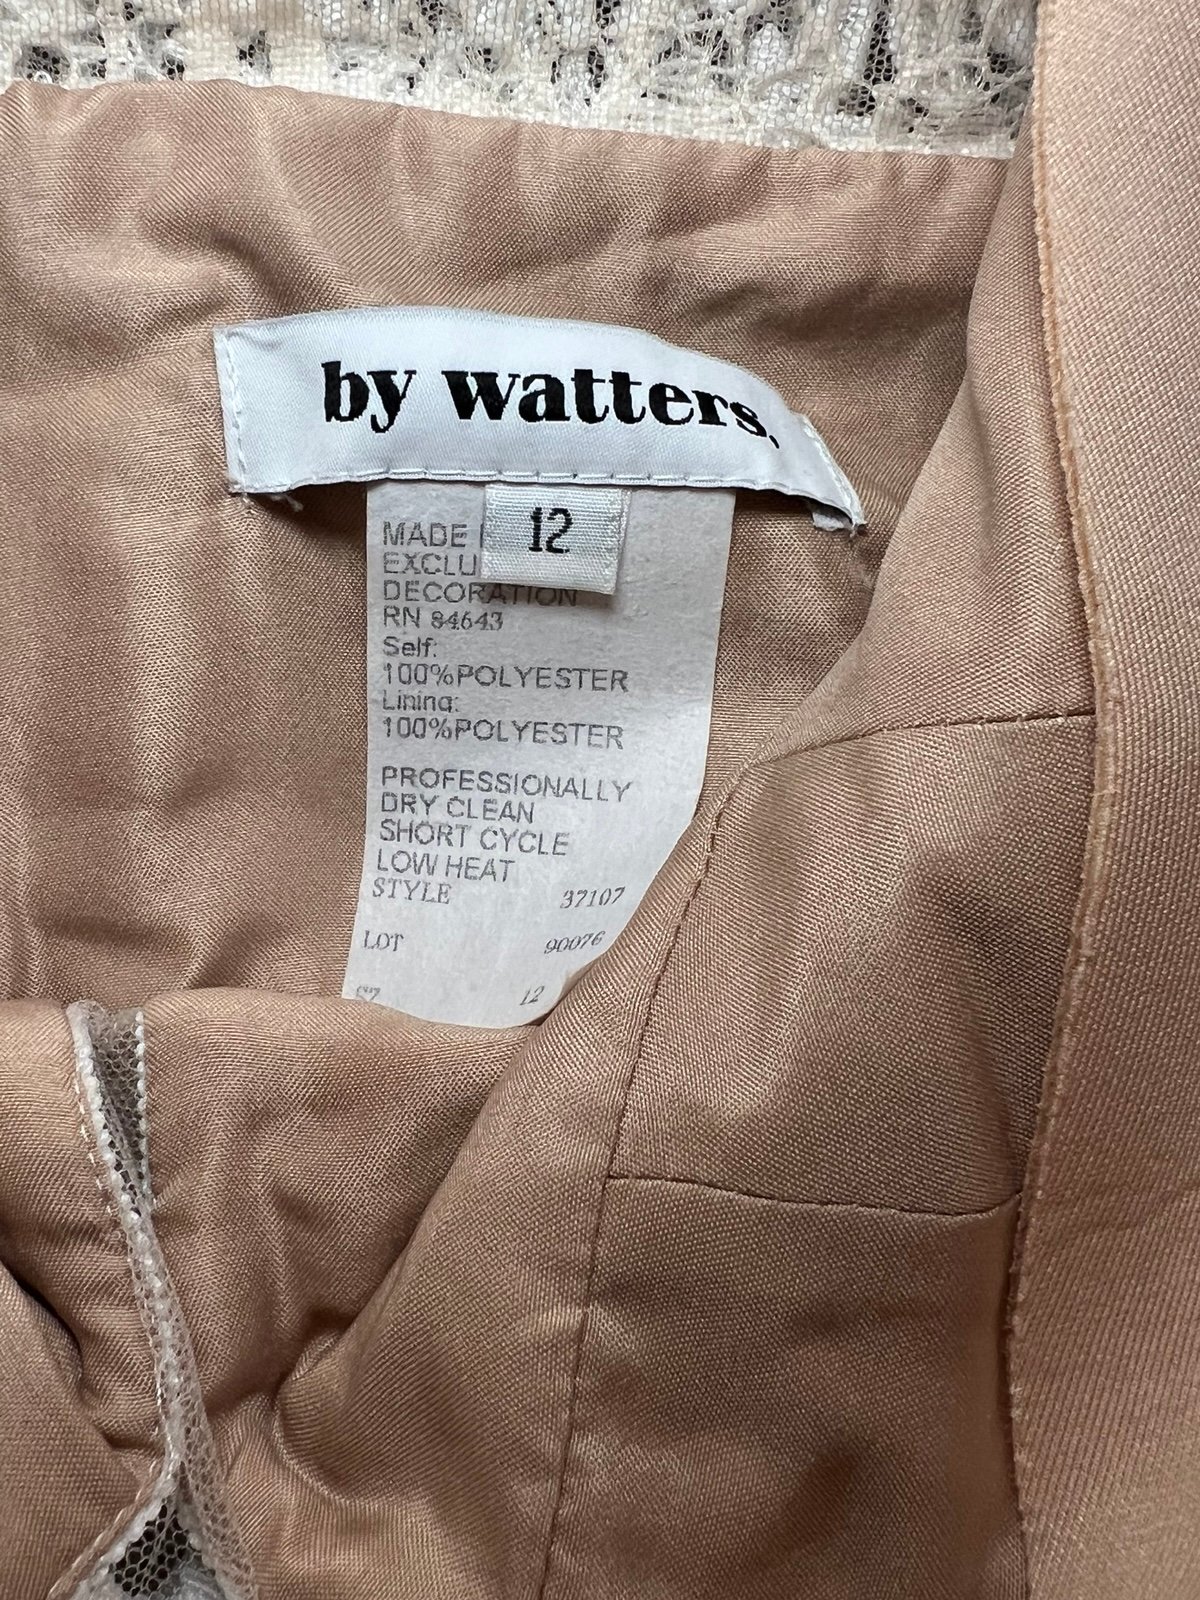 by watters.
12
MADE
EXCLU
DECORATION
RN 84643
Self:
100%POLYESTER
Lining:
100%POLYESTER
PROFESSIONALLY
DRY CLEAN
SHORT CYCLE
LOW HEAT
STYLE 37107
LOT 90076
SZ 12